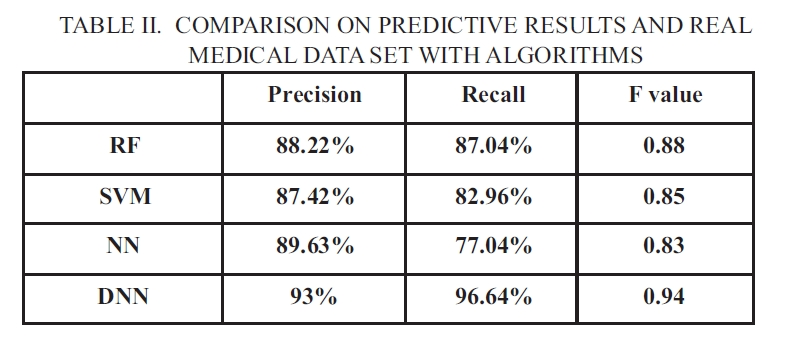 TABLE II. COMPARISON ON PREDICTIVE RESULTS AND REAL
MEDICAL DATA SET WITH ALGORITHMS
Precision Recall F value
RF 88.22% 87.04% 0.88
SVM 87.42% 82.96% 0.85
NN 89.63% 77.04% 0.83
DNN 93% 96.64% 0.94